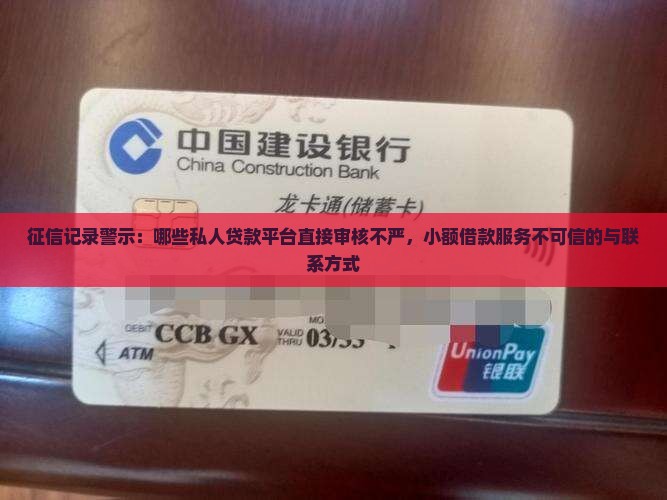 中国建设银行
China Construction Bank
龙卡通(储蓄卡)
征信记录警示：哪些私人贷款平台直接审核不严，小额借款服务不可信的与联
系方式
DEBIT CCB GX
MO
VALID
THRU
ATM
UnionPay
银联